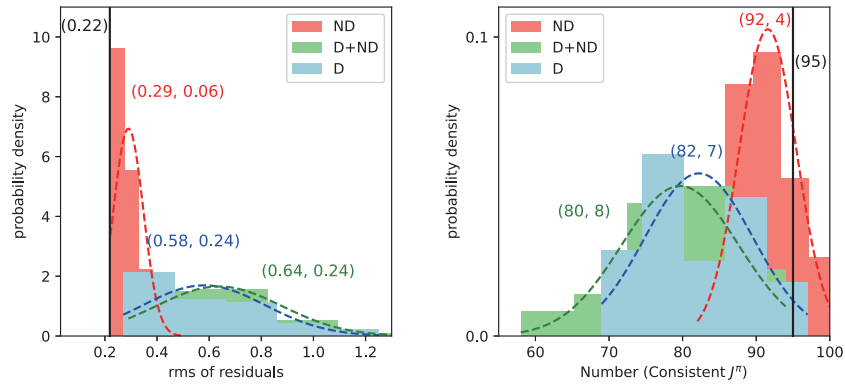 (0.22)
ND
D+ND
D
(0.29, 0.06)
(0.58, 0.24)
(0.64, 0.24)
probability density
0
2
4
6
8
10
0.2
0.4
0.6
0.8
1.0
1.2
rms of residuals
ND
D+ND
D
(92, 4)
(95)
(82, 7)
(80, 8)
probability density
0.0
0.1
60
70
80
90
100
Number (Consistent J^π)